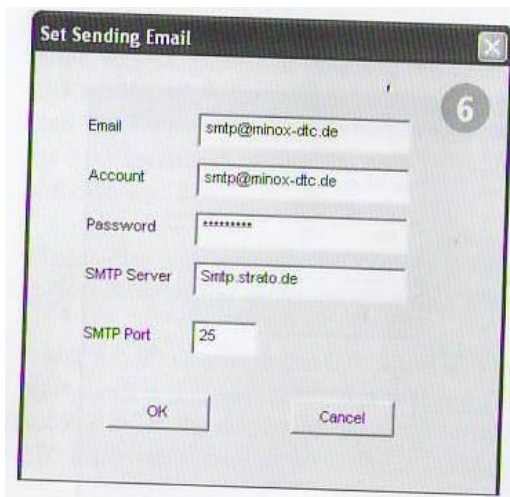 Set Sending Email
6
Email smtp@minox-dtc.de
Account smtp@minox-dtc.de
Password *********
SMTP Server Smtp.strato.de
SMTP Port 25
OK Cancel